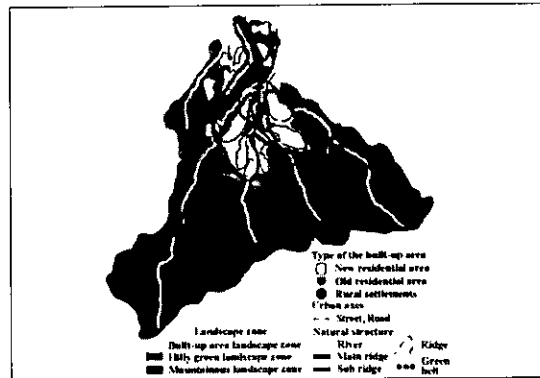 Type of the built-up area
New residential area
Old residential area
Rural settlements
Urban axes
Street, Road
Landscape zone
Built-up area landscape zone
Hilly green landscape zone
Mountainous landscape zone
Natural structure
River
Main ridge
Sub ridge
Ridge
Green
belt